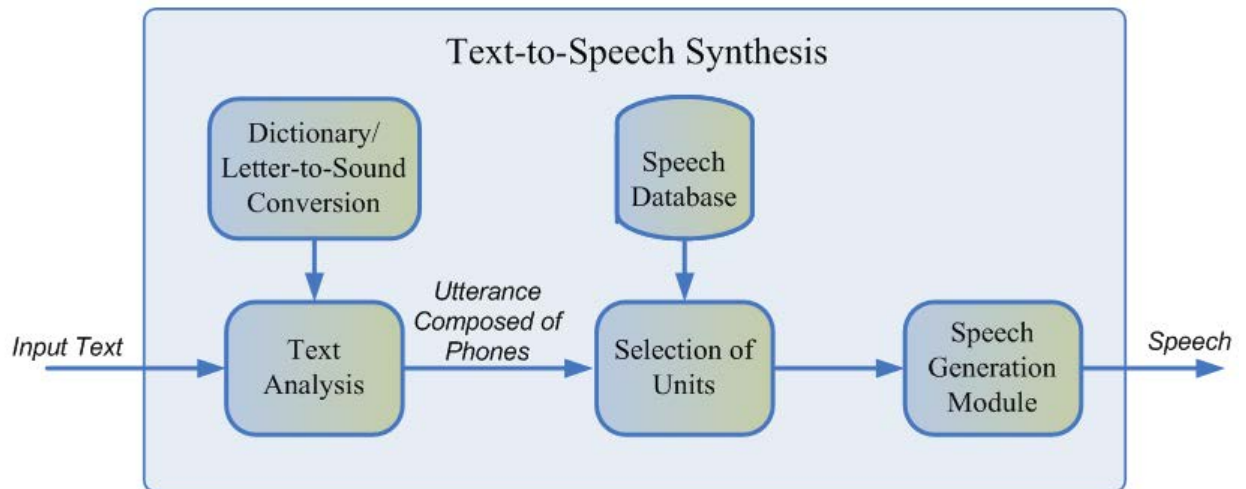 Text-to-Speech Synthesis
Dictionary/
Letter-to-Sound
Conversion
Speech
Database
Input Text
Text
Analysis
Utterance
Composed of
Phones
Selection of
Units
Speech
Generation
Module
Speech